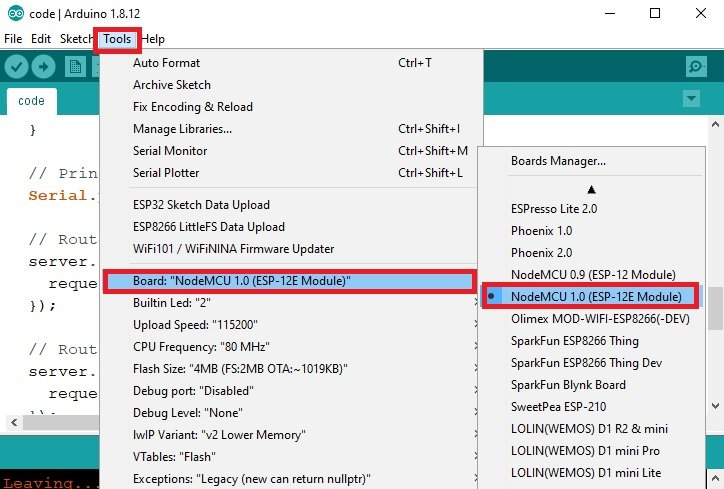 code | Arduino 1.8.12
File Edit Sketch Tools Help
code
}
// Prin
Serial.
// Rout
server.
reque
});
// Rout
server.
reque
});
Leaving...
Auto Format Ctrl+T
Archive Sketch
Fix Encoding & Reload
Manage Libraries... Ctrl+Shift+I
Serial Monitor Ctrl+Shift+M
Serial Plotter Ctrl+Shift+L
ESP32 Sketch Data Upload
ESP8266 LittleFS Data Upload
WiFi101 / WiFiNINA Firmware Updater
Board: "NodeMCU 1.0 (ESP-12E Module)"
Builtin Led: "2"
Upload Speed: "115200"
CPU Frequency: "80 MHz"
Flash Size: "4MB (FS:2MB OTA:~1019KB)"
Debug port: "Disabled"
Debug Level: "None"
lwIP Variant: "v2 Lower Memory"
VTables: "Flash"
Exceptions: "Legacy (new can return nullptr)"
Boards Manager...
ESPresso Lite 2.0
Phoenix 1.0
Phoenix 2.0
NodeMCU 0.9 (ESP-12 Module)
NodeMCU 1.0 (ESP-12E Module)
Olimex MOD-WIFI-ESP8266(-DEV)
SparkFun ESP8266 Thing
SparkFun ESP8266 Thing Dev
SparkFun Blynk Board
SweetPea ESP-210
LOLIN(WEMOS) D1 R2 & mini
LOLIN(WEMOS) D1 mini Pro
LOLIN(WEMOS) D1 mini Lite